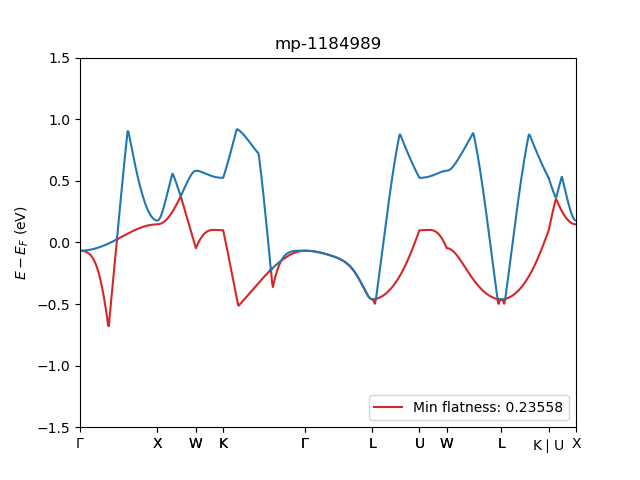 mp-1184989
E − E_F (eV)
1.5
1.0
0.5
0.0
−0.5
−1.0
−1.5
Min flatness: 0.23558
Γ X W K Γ L U W L K | U X